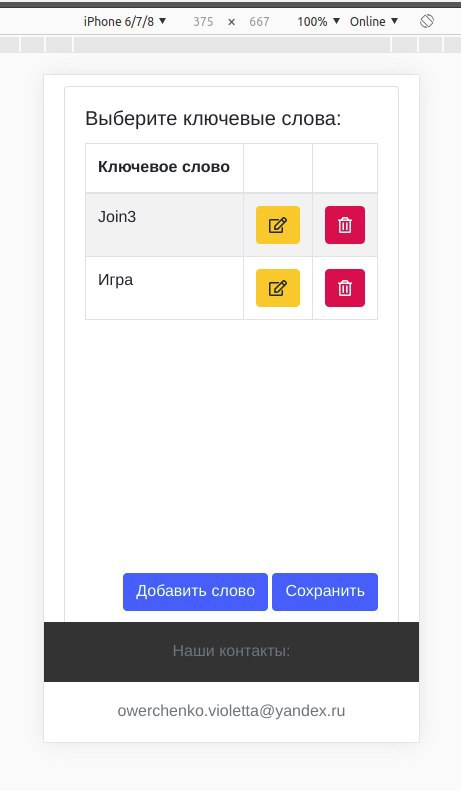 iPhone 6/7/8 ▼ 375 × 667 100% ▼ Online ▼
Выберите ключевые слова:
Ключевое слово
Join3
Игра
Добавить слово Сохранить
Наши контакты:
owerchenko.violetta@yandex.ru